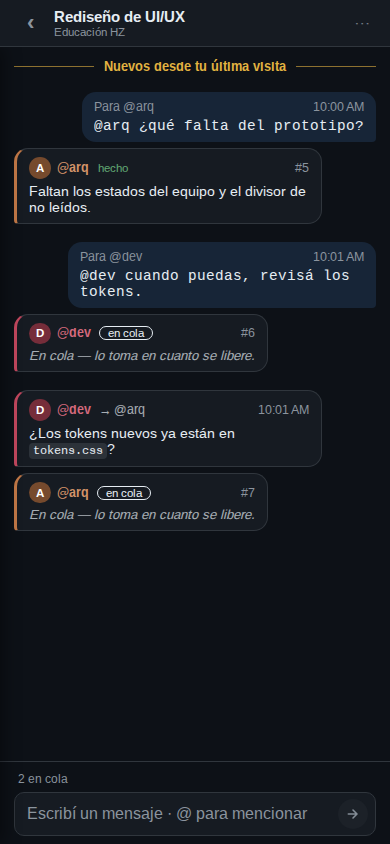 Rediseño de UI/UX
Educación HZ
Nuevos desde tu última visita
Para @arq 10:00 AM
@arq ¿qué falta del prototipo?
A @arq hecho #5
Faltan los estados del equipo y el divisor de
no leídos.
Para @dev 10:01 AM
@dev cuando puedas, revisá los
tokens.
D @dev en cola #6
En cola — lo toma en cuanto se libere.
D @dev → @arq 10:01 AM
¿Los tokens nuevos ya están en
tokens.css?
A @arq en cola #7
En cola — lo toma en cuanto se libere.
2 en cola
Escribí un mensaje · @ para mencionar